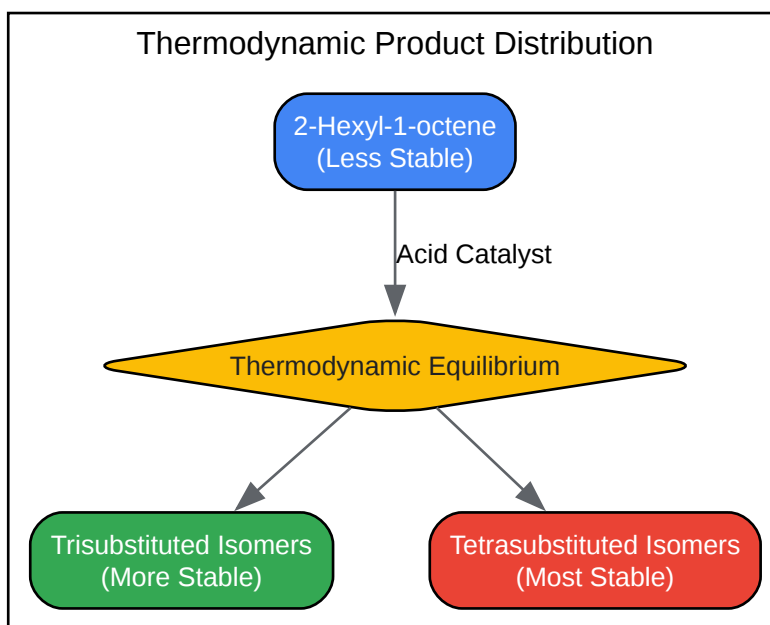 Thermodynamic Product Distribution
2-Hexyl-1-octene
(Less Stable)
Acid Catalyst
Thermodynamic Equilibrium
Trisubstituted Isomers
(More Stable)
Tetrasubstituted Isomers
(Most Stable)